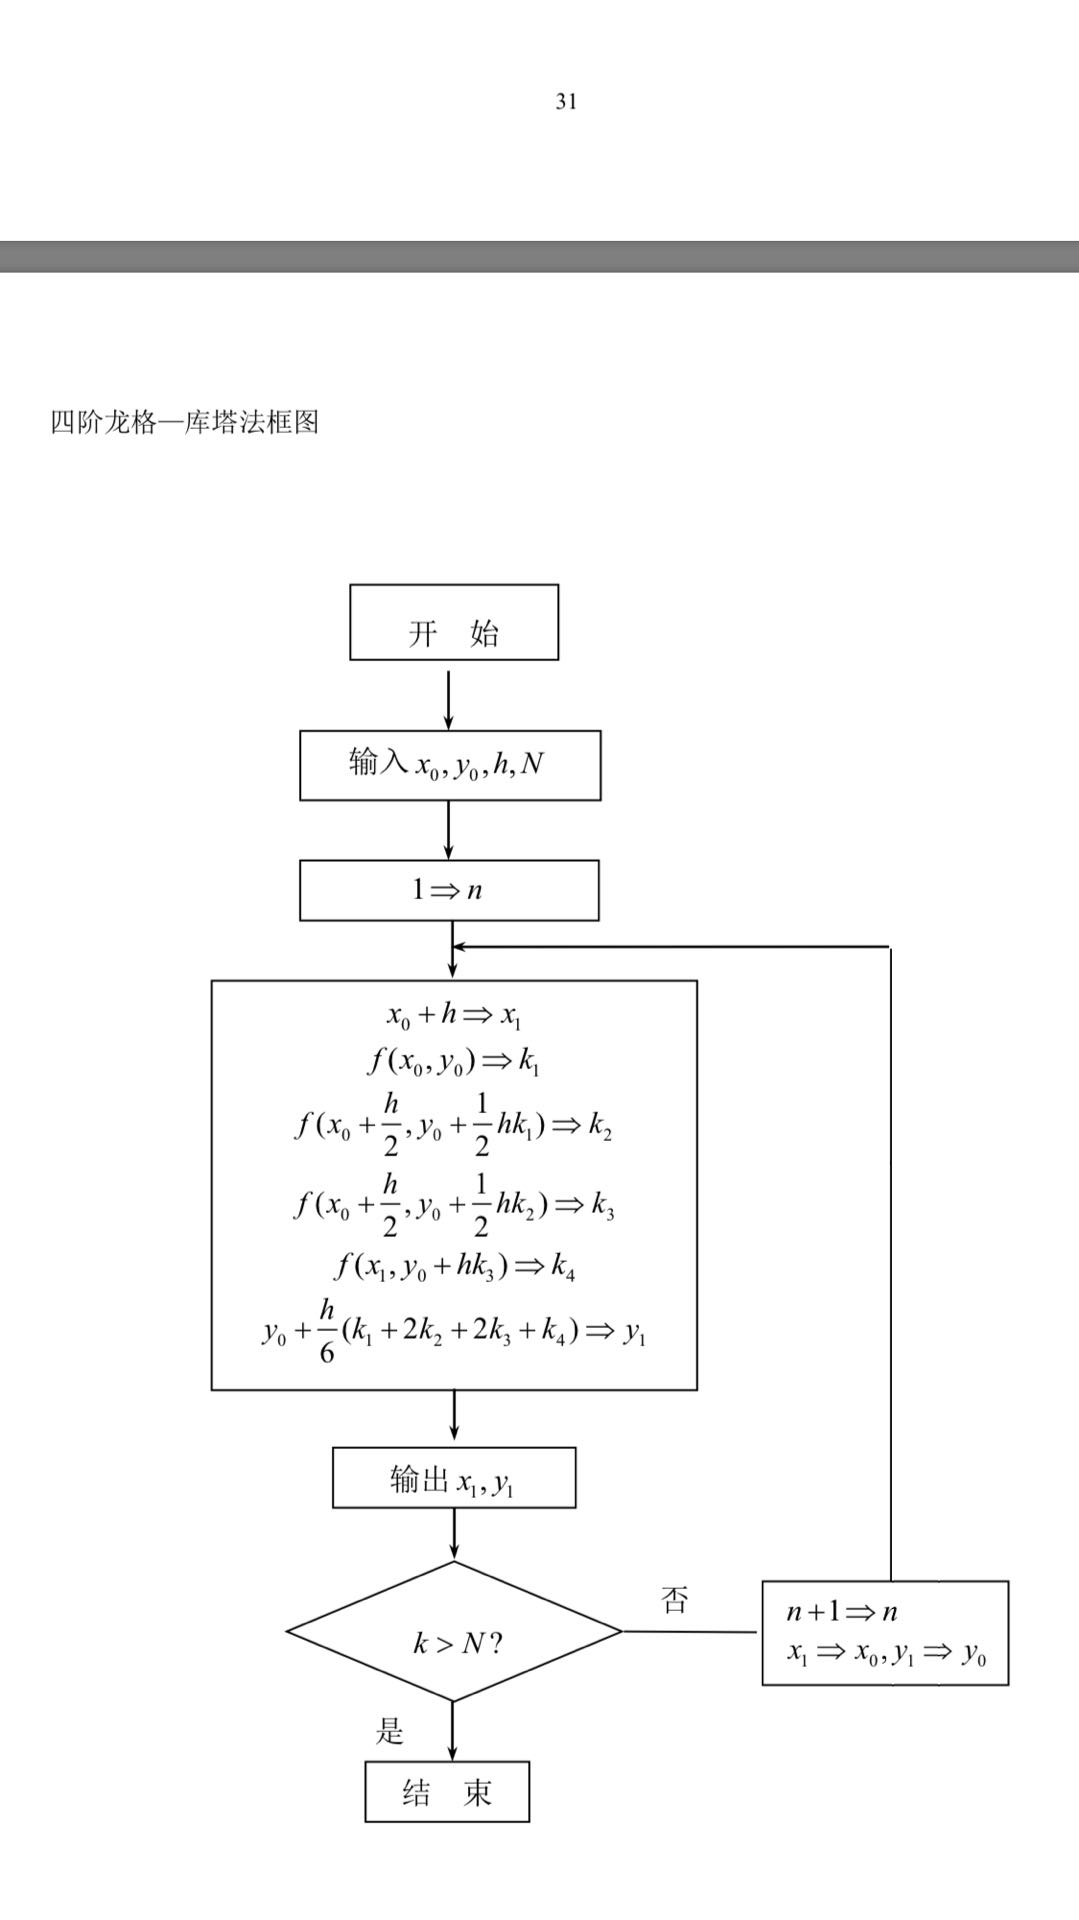 31
四阶龙格—库塔法框图
开 始
输入 x₀, y₀, h, N
1⇒n
x₀ + h ⇒ x₁
f(x₀, y₀) ⇒ k₁
f(x₀ + h/2, y₀ + 1/2 hk₁) ⇒ k₂
f(x₀ + h/2, y₀ + 1/2 hk₂) ⇒ k₃
f(x₁, y₀ + hk₃) ⇒ k₄
y₀ + h/6 (k₁ + 2k₂ + 2k₃ + k₄) ⇒ y₁
输出 x₁, y₁
k > N?
否
n+1⇒n
x₁ ⇒ x₀, y₁ ⇒ y₀
是
结 束